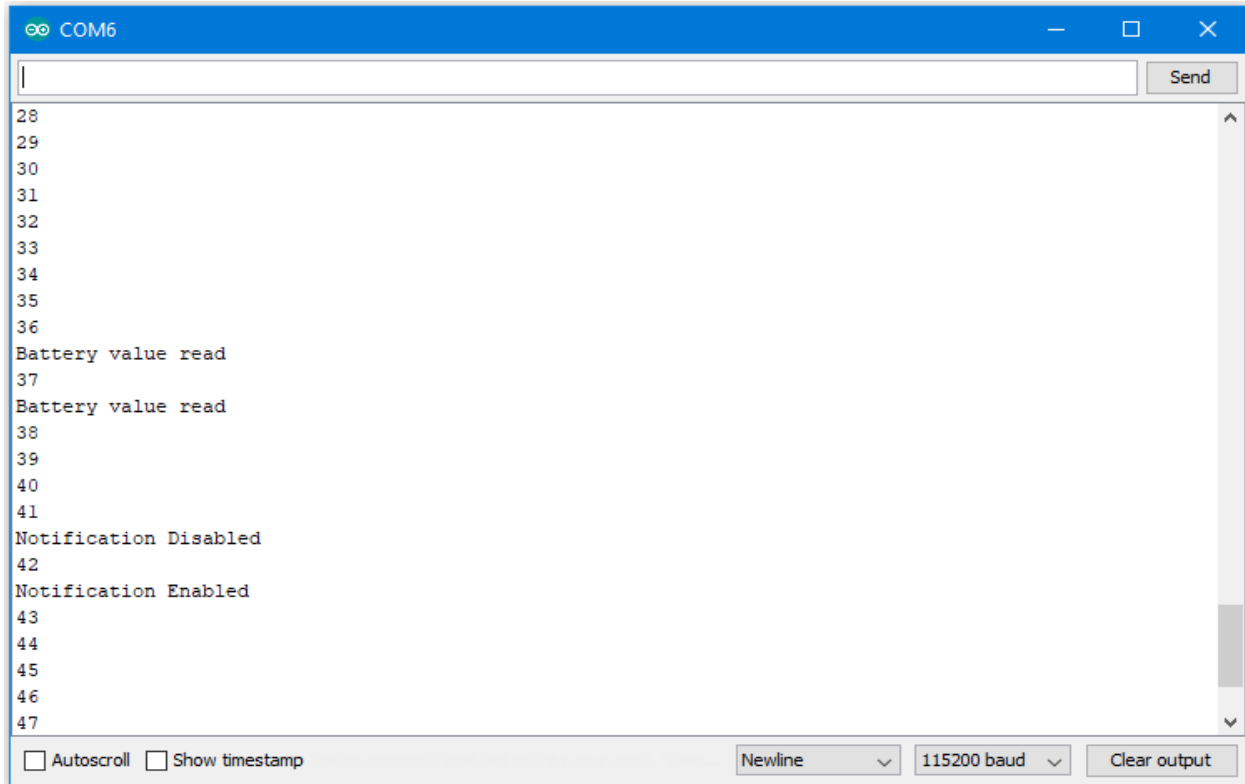 COM6
Send
28
29
30
31
32
33
34
35
36
Battery value read
37
Battery value read
38
39
40
41
Notification Disabled
42
Notification Enabled
43
44
45
46
47
Autoscroll Show timestamp Newline 115200 baud Clear output